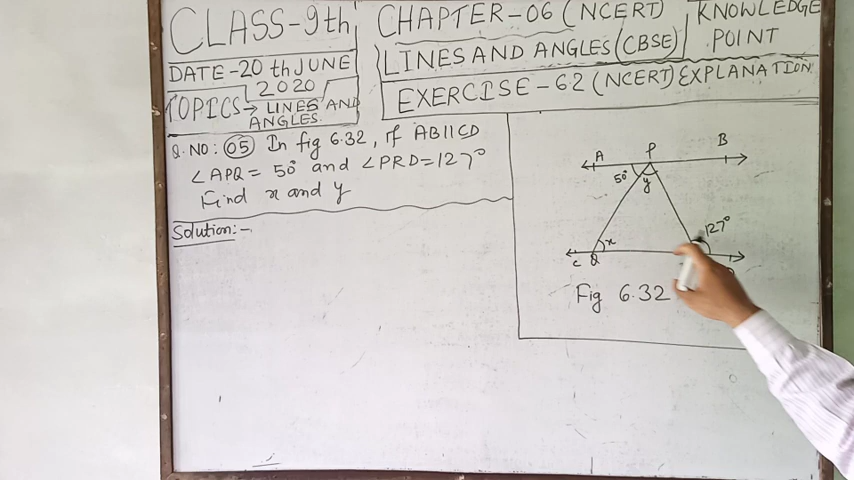 CLASS-9th
DATE-20 thJUNE
2020
TOPICS → LINES AND
ANGLES.
CHAPTER-06 (NCERT)
LINES AND ANGLES (CBSE)
EXERCISE-6.2 (NCERT) EXPLANATION
KNOWLEDGE
POINT
Q.NO: 05 In fig 6.32, if AB||CD
∠APQ = 50° and ∠PRD=127°
Find x and y
Solution:-
A P B
50° y
127°
x
C Q
Fig 6.32